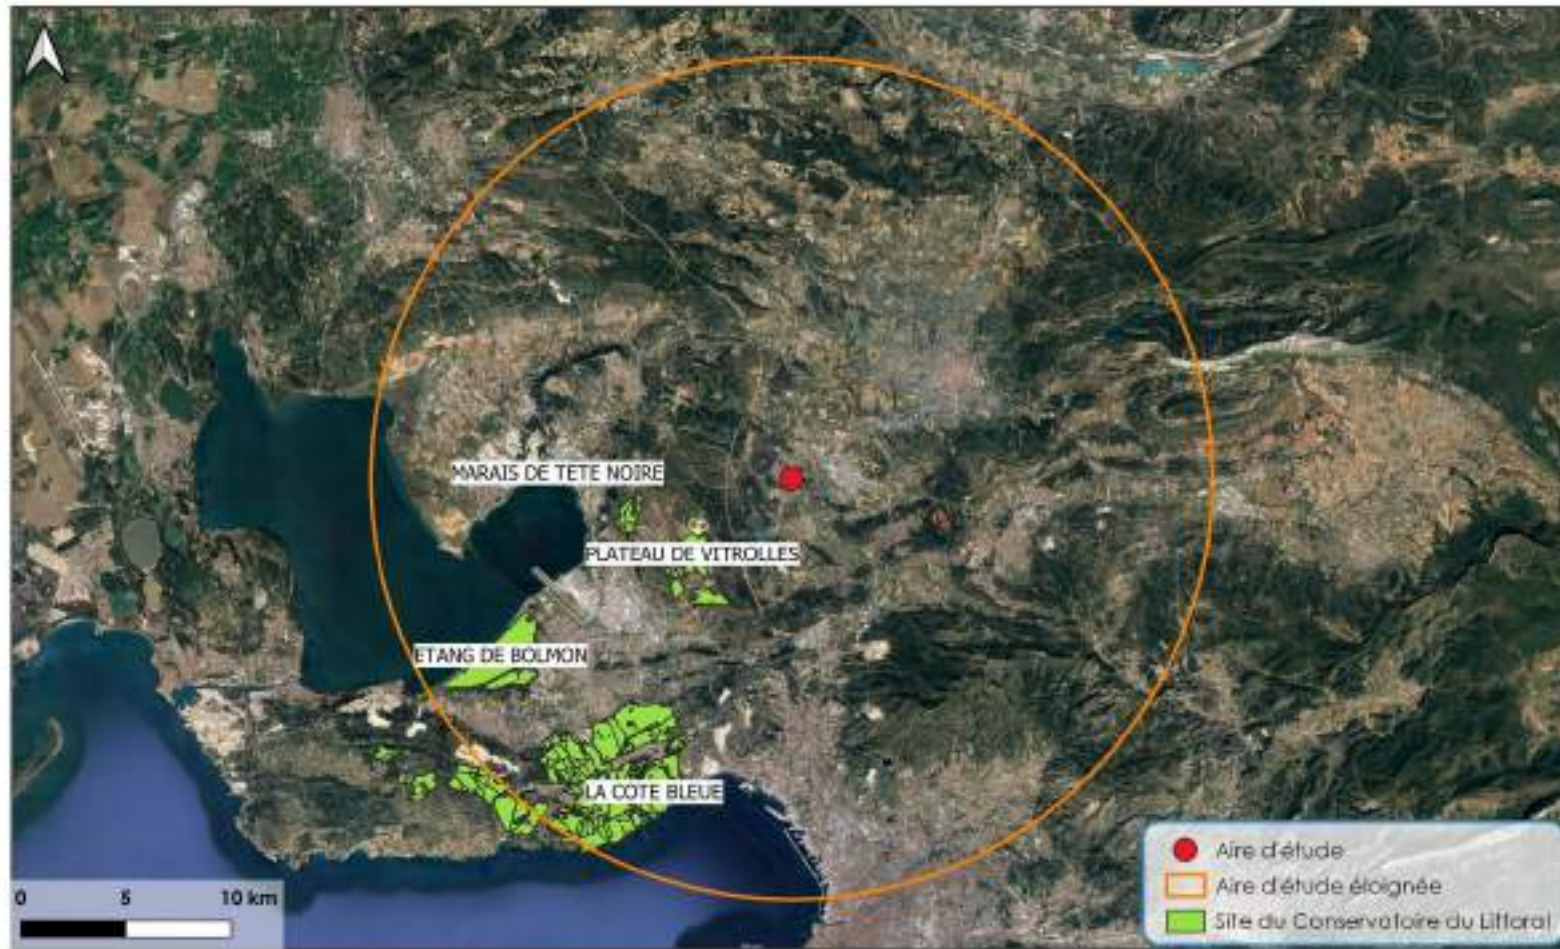 MARAIS DE TETE NOIRE
PLATEAU DE VITROLLES
ETANG DE BOLMON
LA COTE BLEUE
0 5 10 km
Aire d'étude
Aire d'étude éloignée
Site du Conservatoire du Littoral